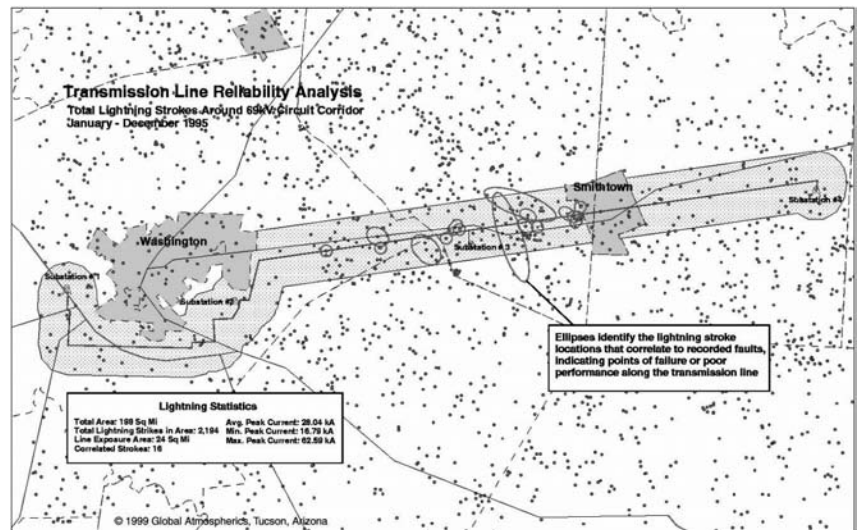 Transmission Line Reliability Analysis
Total Lightning Strokes Around 69kV Circuit Corridor
January - December 1995
Smithtown
Substation #4
Washington
Substation # 3
Substation #1
Substation #2
Ellipses identify the lightning stroke
locations that correlate to recorded faults,
indicating points of failure or poor
performance along the transmission line
Lightning Statistics
Total Area: 198 Sq Mi
Total Lightning Strikes in Area: 2,194
Line Exposure Area: 24 Sq Mi
Correlated Strokes: 16
Avg. Peak Current: 28.04 kA
Min. Peak Current: 16.79 kA
Max. Peak Current: 62.59 kA
© 1999 Global Atmospherics, Tucson, Arizona